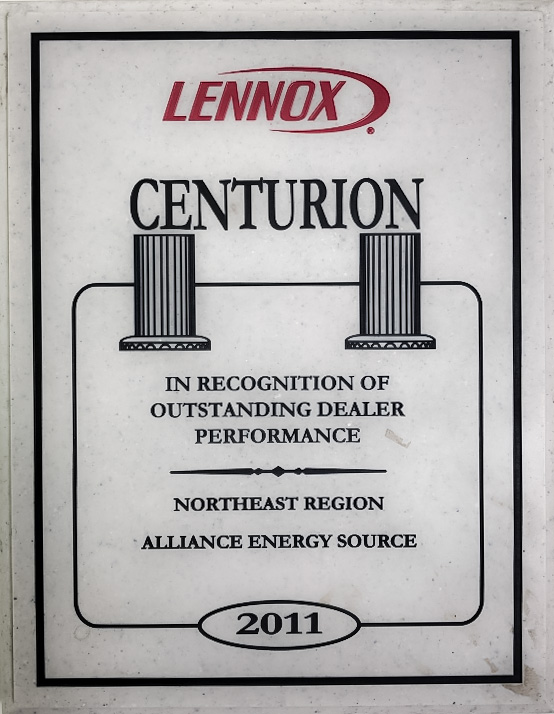 LENNOX®
CENTURION
IN RECOGNITION OF
OUTSTANDING DEALER
PERFORMANCE
NORTHEAST REGION
ALLIANCE ENERGY SOURCE
2011